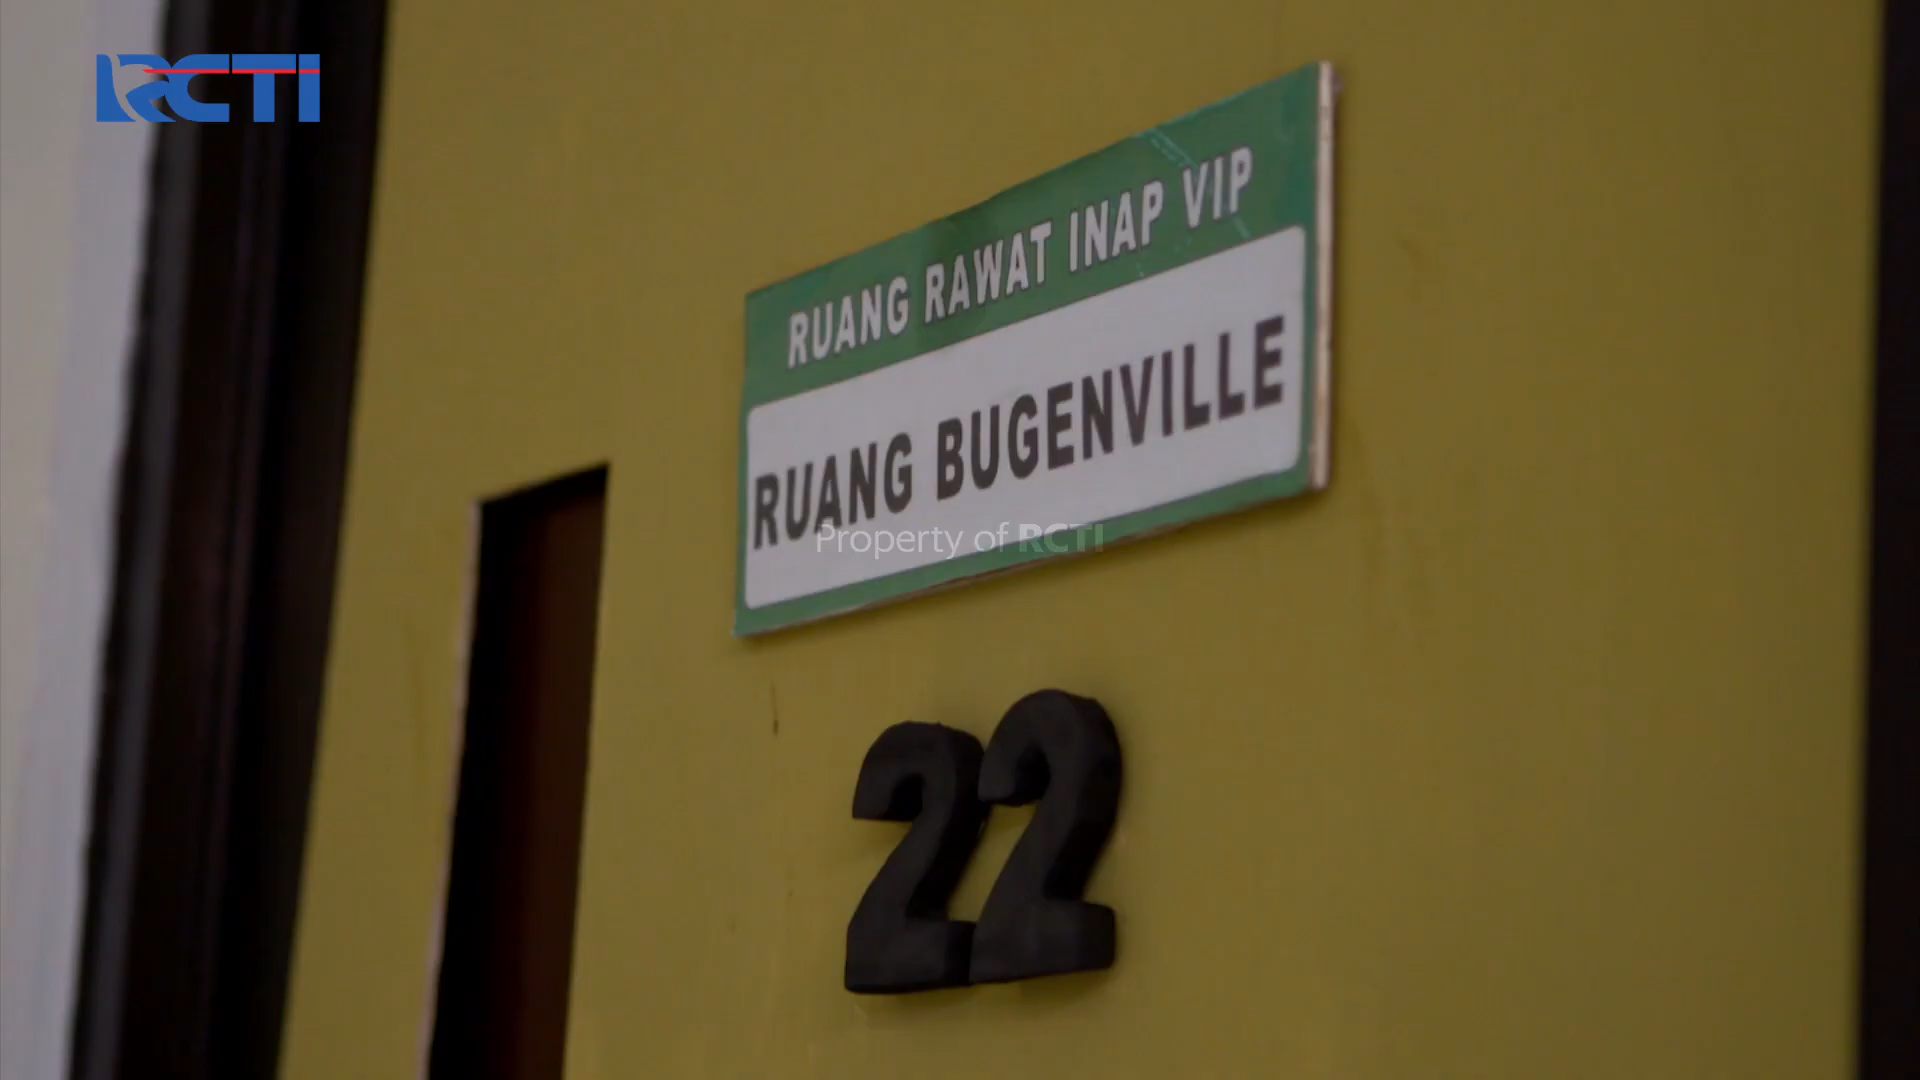 RCTI
RUANG RAWAT INAP VIP
RUANG BUGENVILLE
Property of RCTI
22